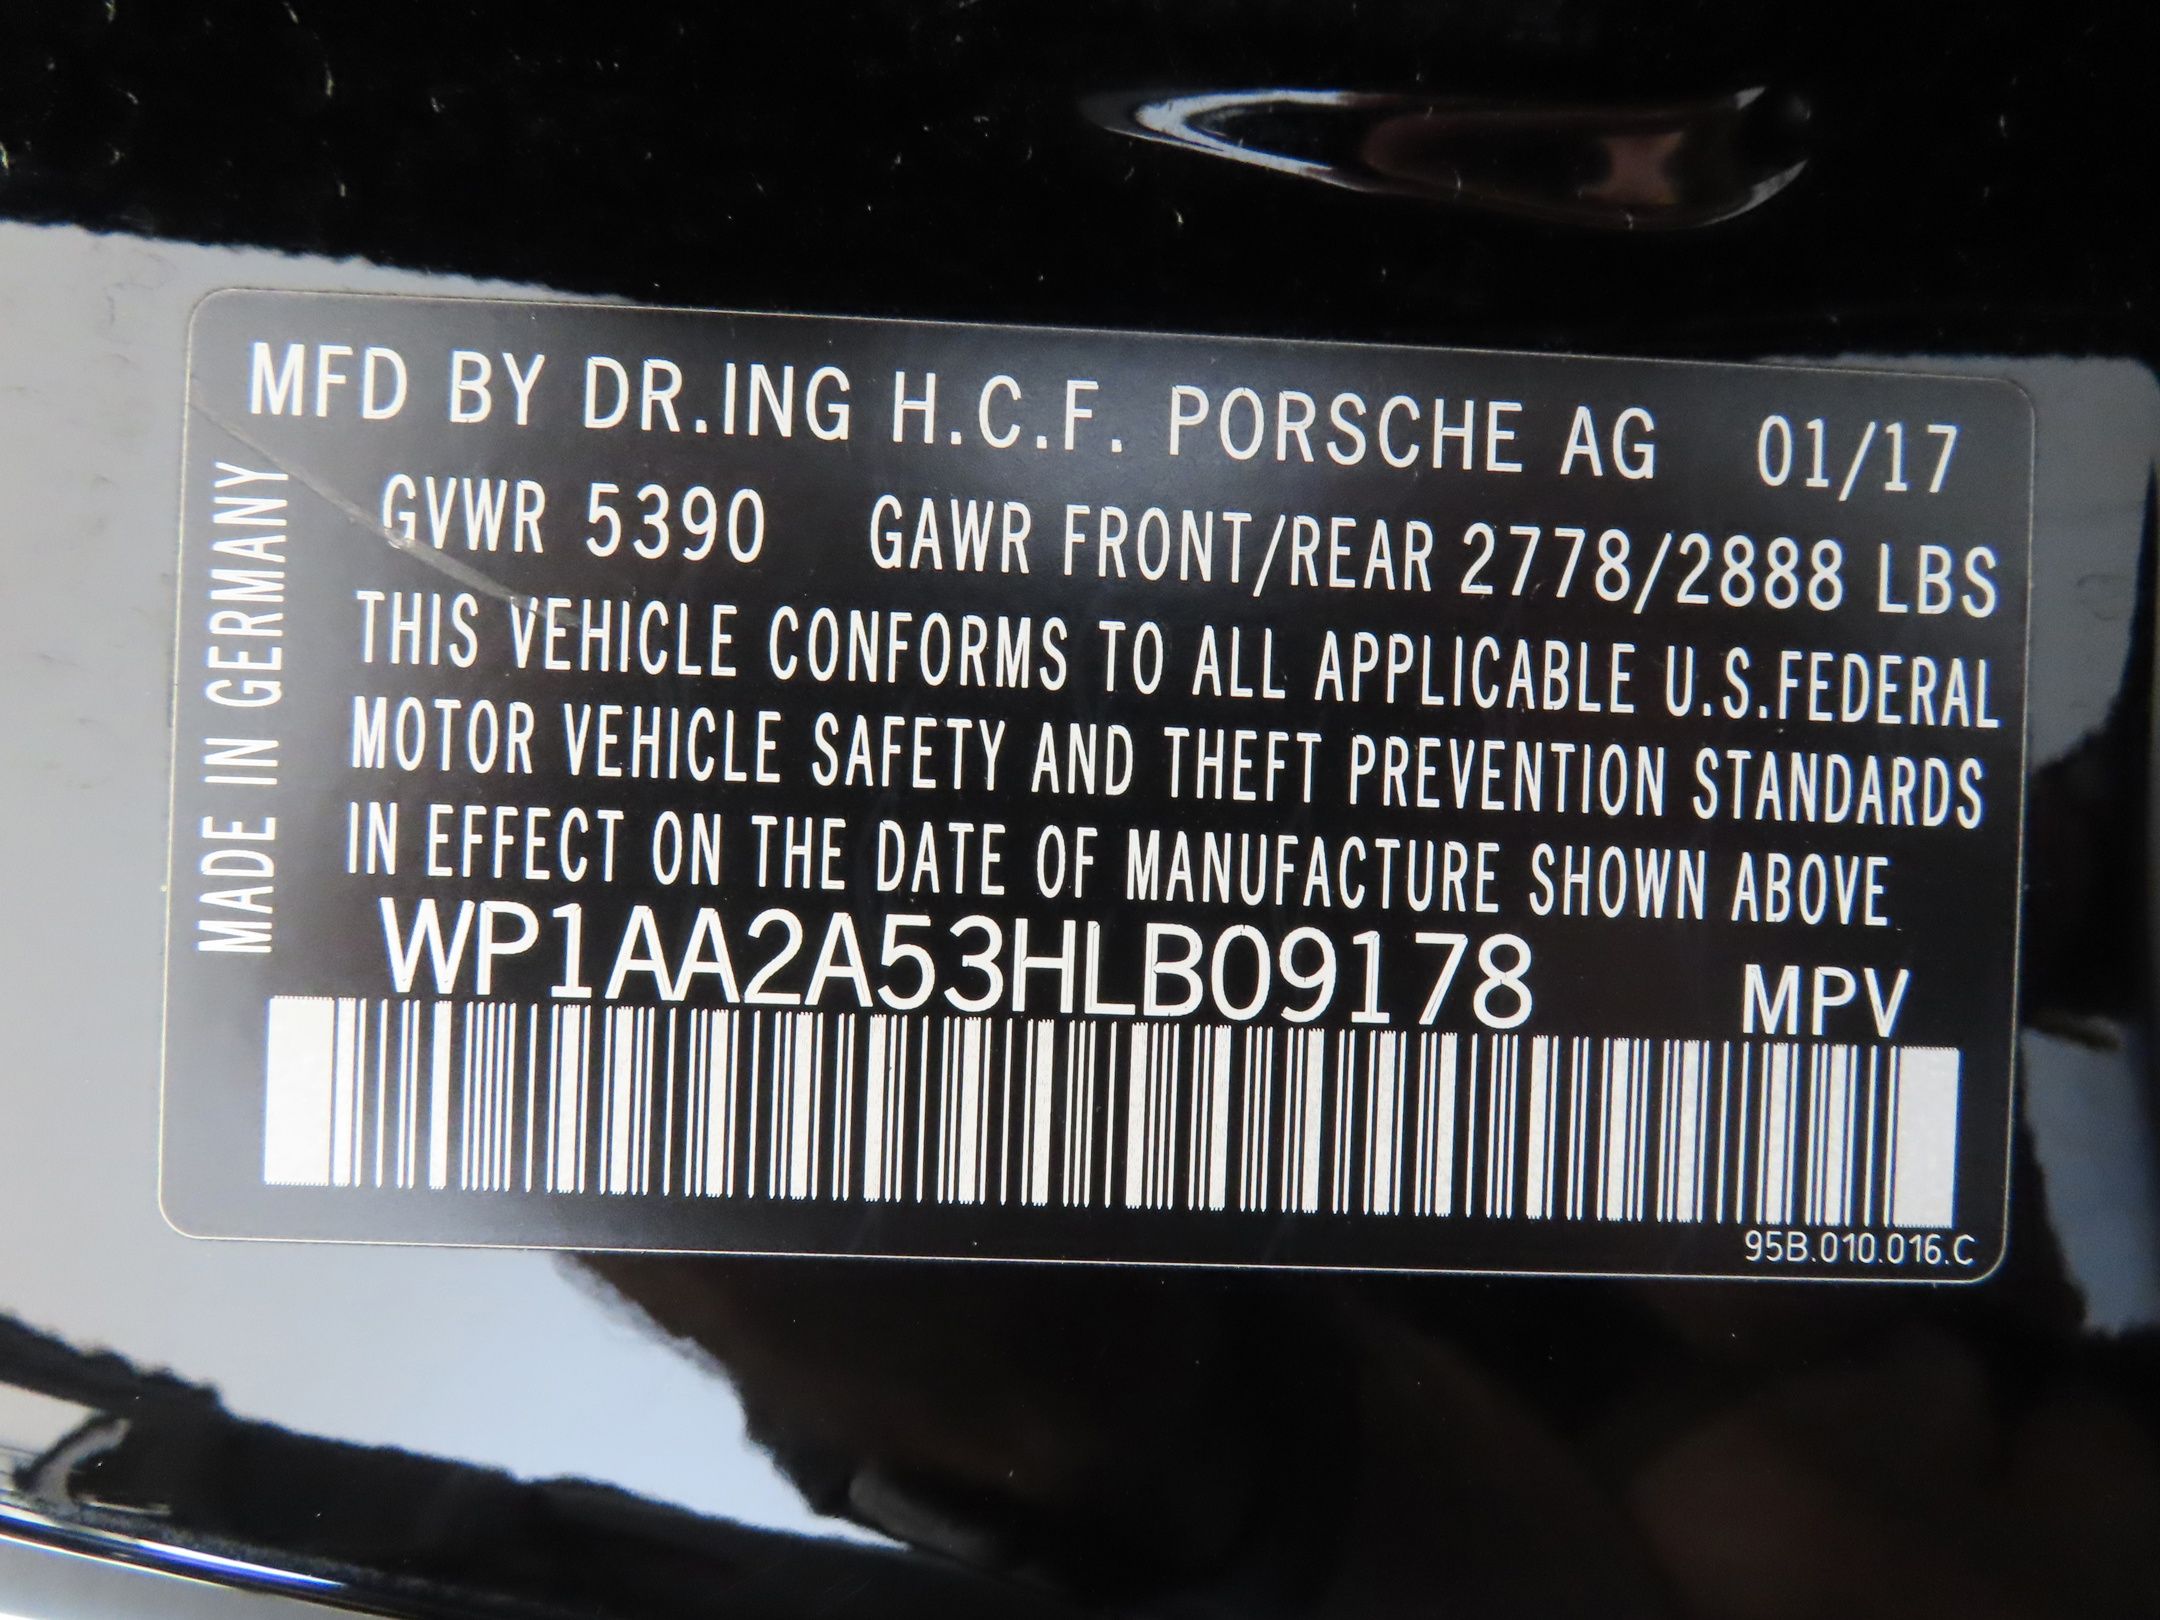 MFD BY DR.ING H.C.F. PORSCHE AG 01/17
GVWR 5390 GAWR FRONT/REAR 2778/2888 LBS
THIS VEHICLE CONFORMS TO ALL APPLICABLE U.S.FEDERAL
MOTOR VEHICLE SAFETY AND THEFT PREVENTION STANDARDS
IN EFFECT ON THE DATE OF MANUFACTURE SHOWN ABOVE
WP1AA2A53HLB09178 MPV
95B.010.016.C
MADE IN GERMANY